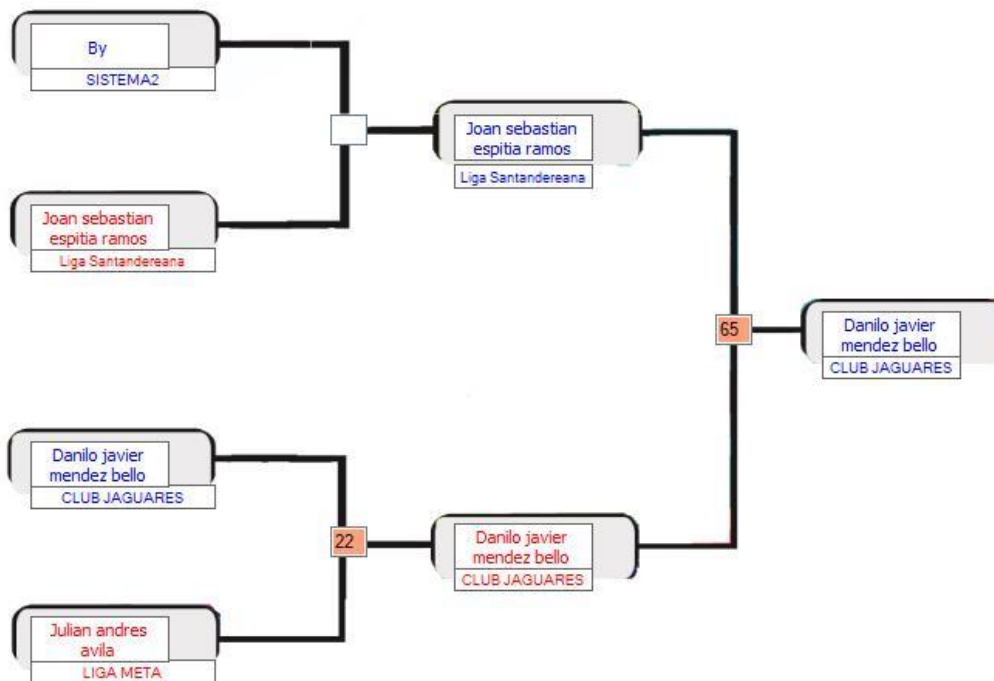 By
SISTEMA2
Joan sebastian
espitia ramos
Liga Santandereana
Joan sebastian
espitia ramos
Liga Santandereana
65
Danilo javier
mendez bello
CLUB JAGUARES
Danilo javier
mendez bello
CLUB JAGUARES
22
Danilo javier
mendez bello
CLUB JAGUARES
Julian andres
avila
LIGA META